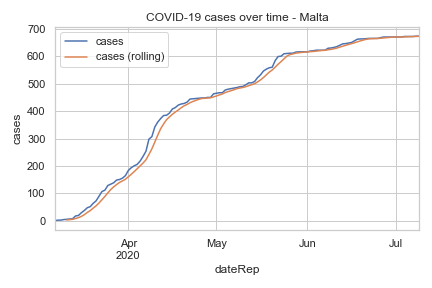 COVID-19 cases over time - Malta
cases
cases (rolling)
700
600
500
400
300
200
100
0
cases
Apr
2020
May
Jun
Jul
dateRep